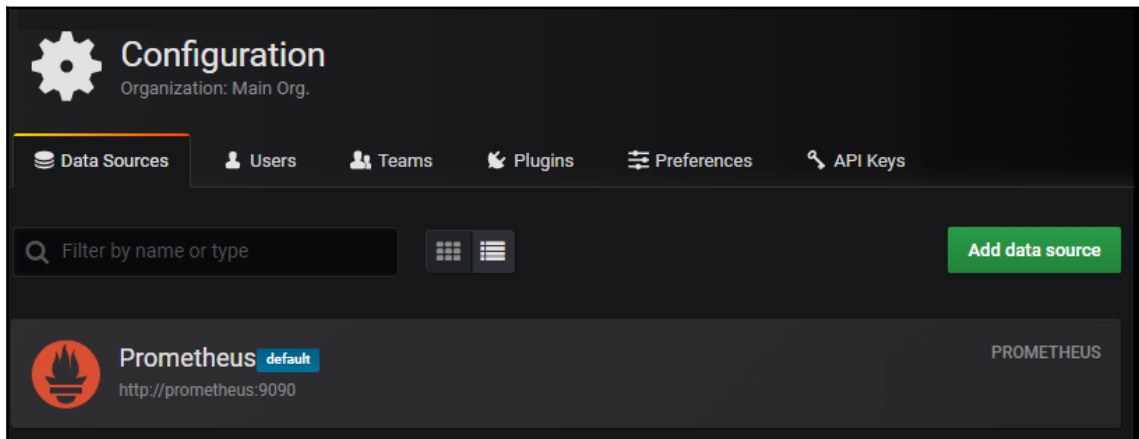 Configuration
Organization: Main Org.
Data Sources Users Teams Plugins Preferences API Keys
Filter by name or type Add data source
Prometheus default PROMETHEUS
http://prometheus:9090